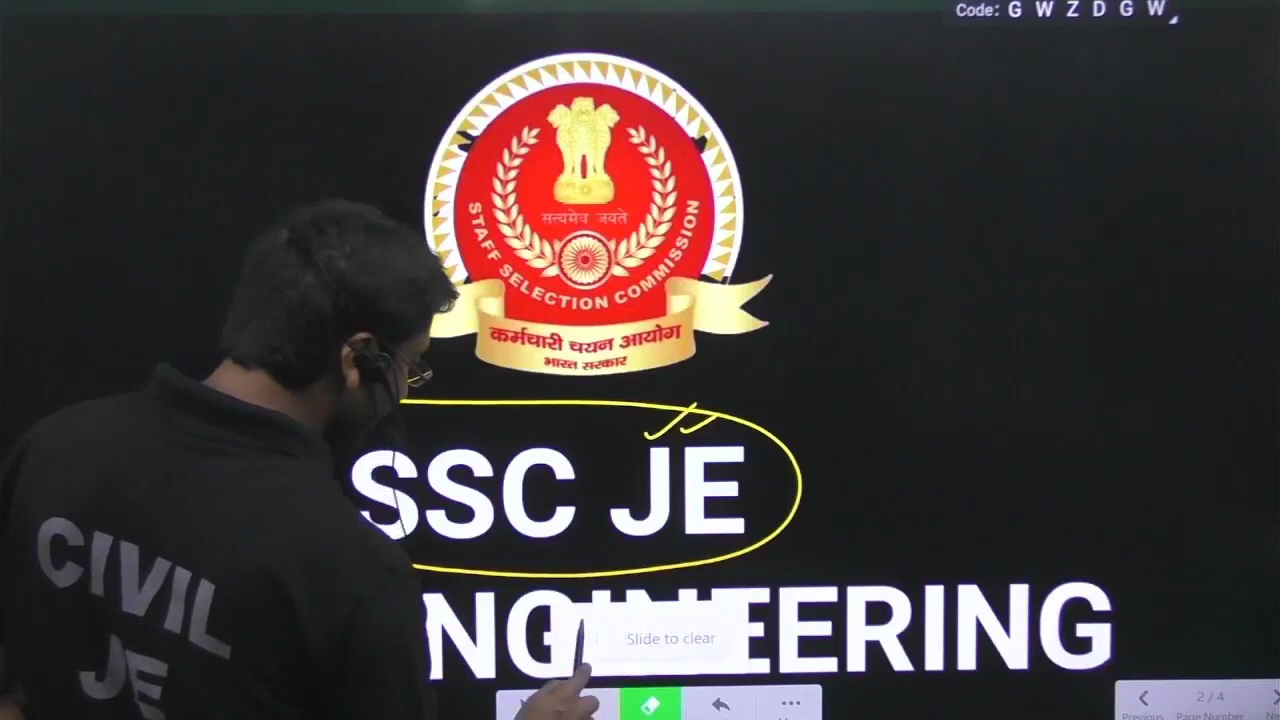 Code: G W Z D G W
सत्यमेव जयते
STAFF SELECTION COMMISSION
कर्मचारी चयन आयोग
भारत सरकार
SSC JE
NGINEERING
Slide to clear
CIVIL
JE
2 / 4
Previous Page Number